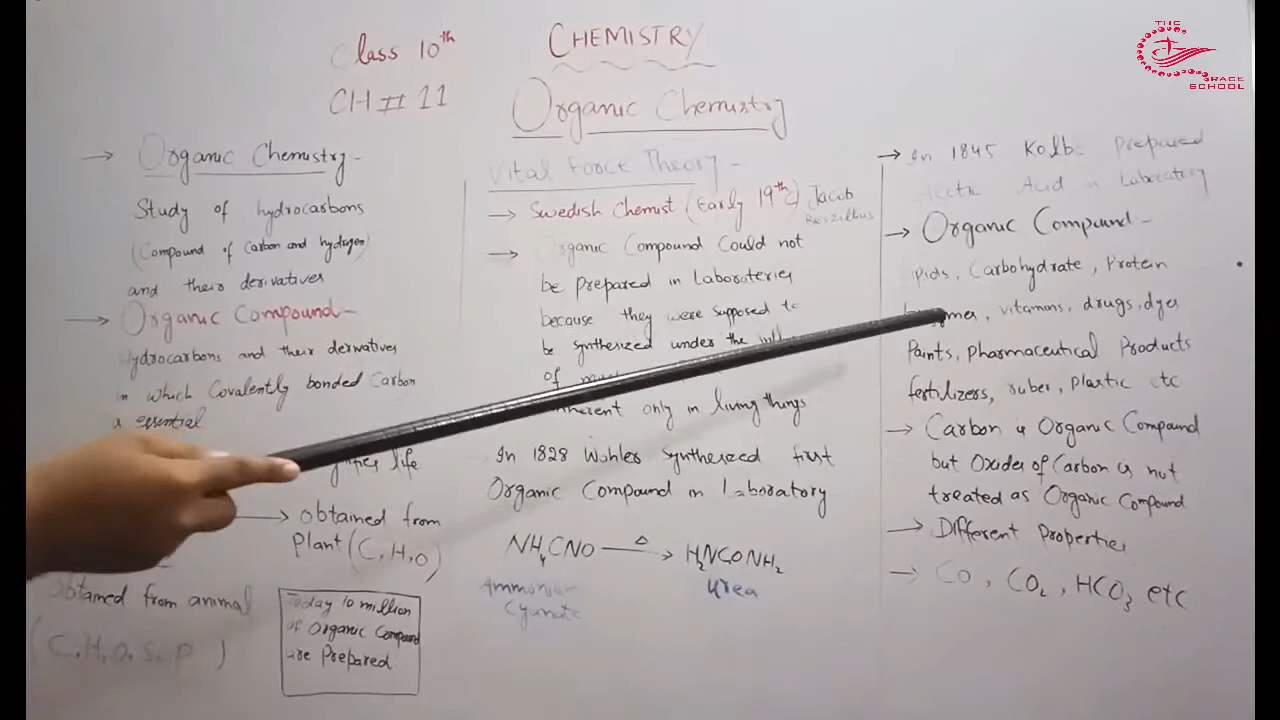 Class 10th
CHEMISTRY
CH # 11
Organic Chemistry
THE
GRACE
SCHOOL
→ Organic Chemistry-
Study of hydrocarbons
(Compound of Carbon and hydrogen)
and their derivatives
→ Organic Compound-
Hydrocarbons and their derivatives
in which Covalently bonded Carbon
is essential
life
→ obtained from
Plant (C,H,O)
obtained from animal
(C,H,O,S,P)
Today 10 million
of Organic Compound
are Prepared
Vital Force Theory-
→ Swedish Chemist (Early 19th) Jacob
→ Organic Compound Could not
be prepared in Laborateries
because they were supposed to
be synthesized under the
of
inherent only in living things
In 1828 Wohler Synthesized first
Organic Compound in Laboratory
NH4CNO —Δ→ H2NCONH2
Ammonium
Cyanate
Urea
→ In 1845 Kolbe Prepared
Acetic Acid in Laboratory
→ Organic Compound-
Carbohydrate, Protein
, vitamins, drugs, dyes
Paints, Pharmaceutical Products
fertilizers, ruber, Plastic etc
→ Carbon is Organic Compound
but Oxides of Carbon is not
treated as Organic Compound
→ Different Properties
→ CO, CO2, HCO3 etc